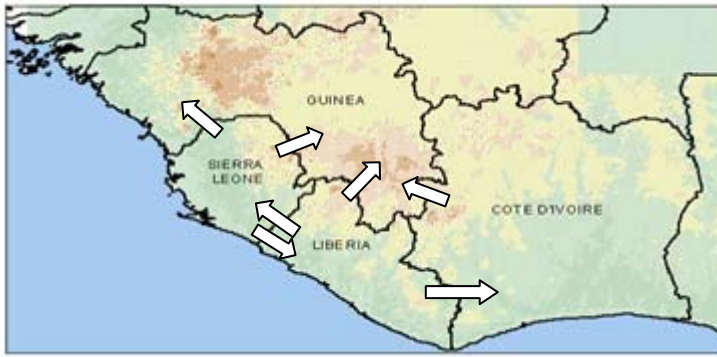 GUINEA
SIERRA
LEONE
COTE D'IVOIRE
LIBERIA